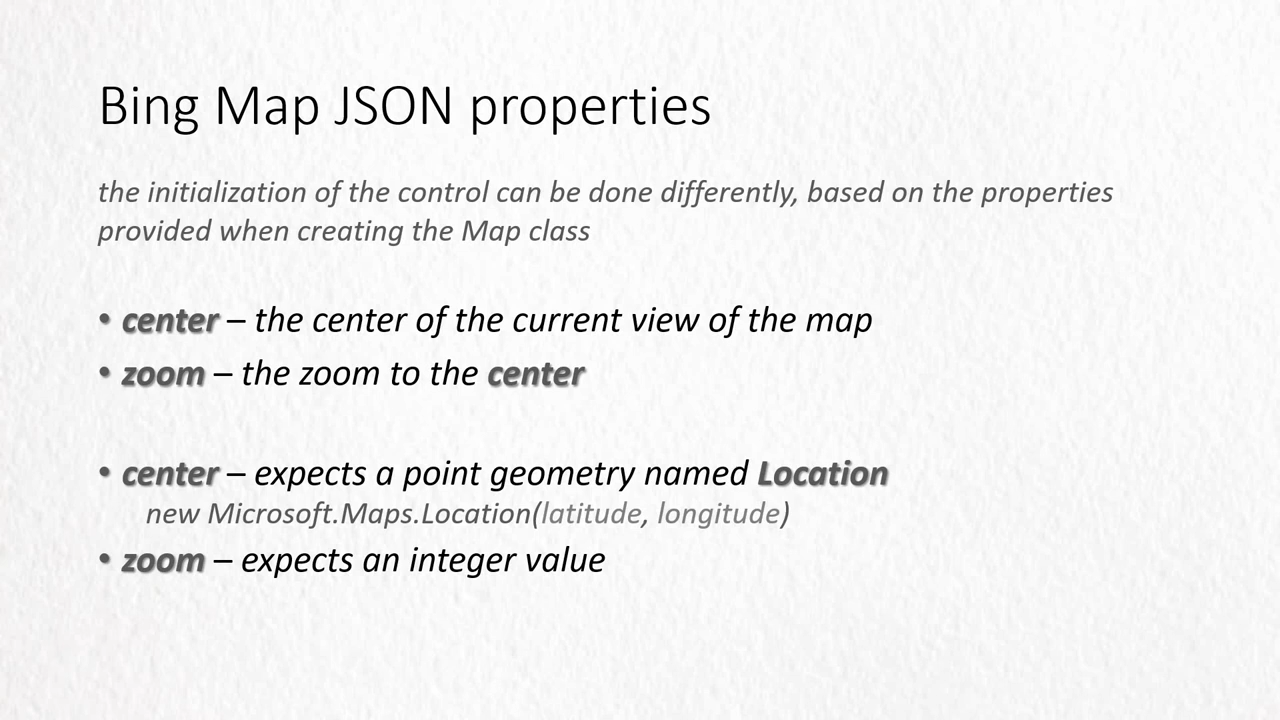 Bing Map JSON properties
the initialization of the control can be done differently, based on the properties
provided when creating the Map class
• center – the center of the current view of the map
• zoom – the zoom to the center
• center – expects a point geometry named Location
new Microsoft.Maps.Location(latitude, longitude)
• zoom – expects an integer value